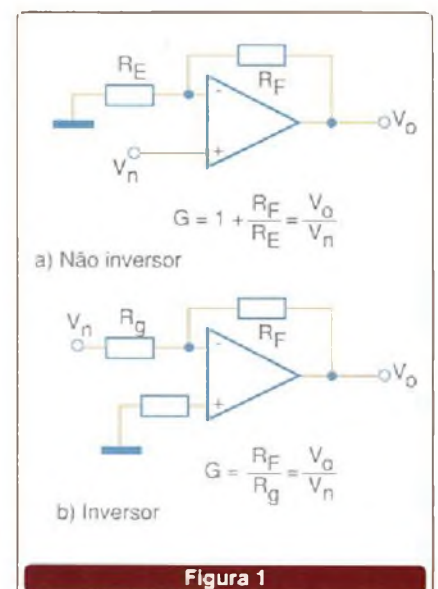 R_E
R_F
-
+
V_n
V_o
G = 1 + R_F/R_E = V_o/V_n
a) Não inversor
V_n
R_g
R_F
-
+
V_o
G = R_F/R_g = V_o/V_n
b) Inversor
Figura 1